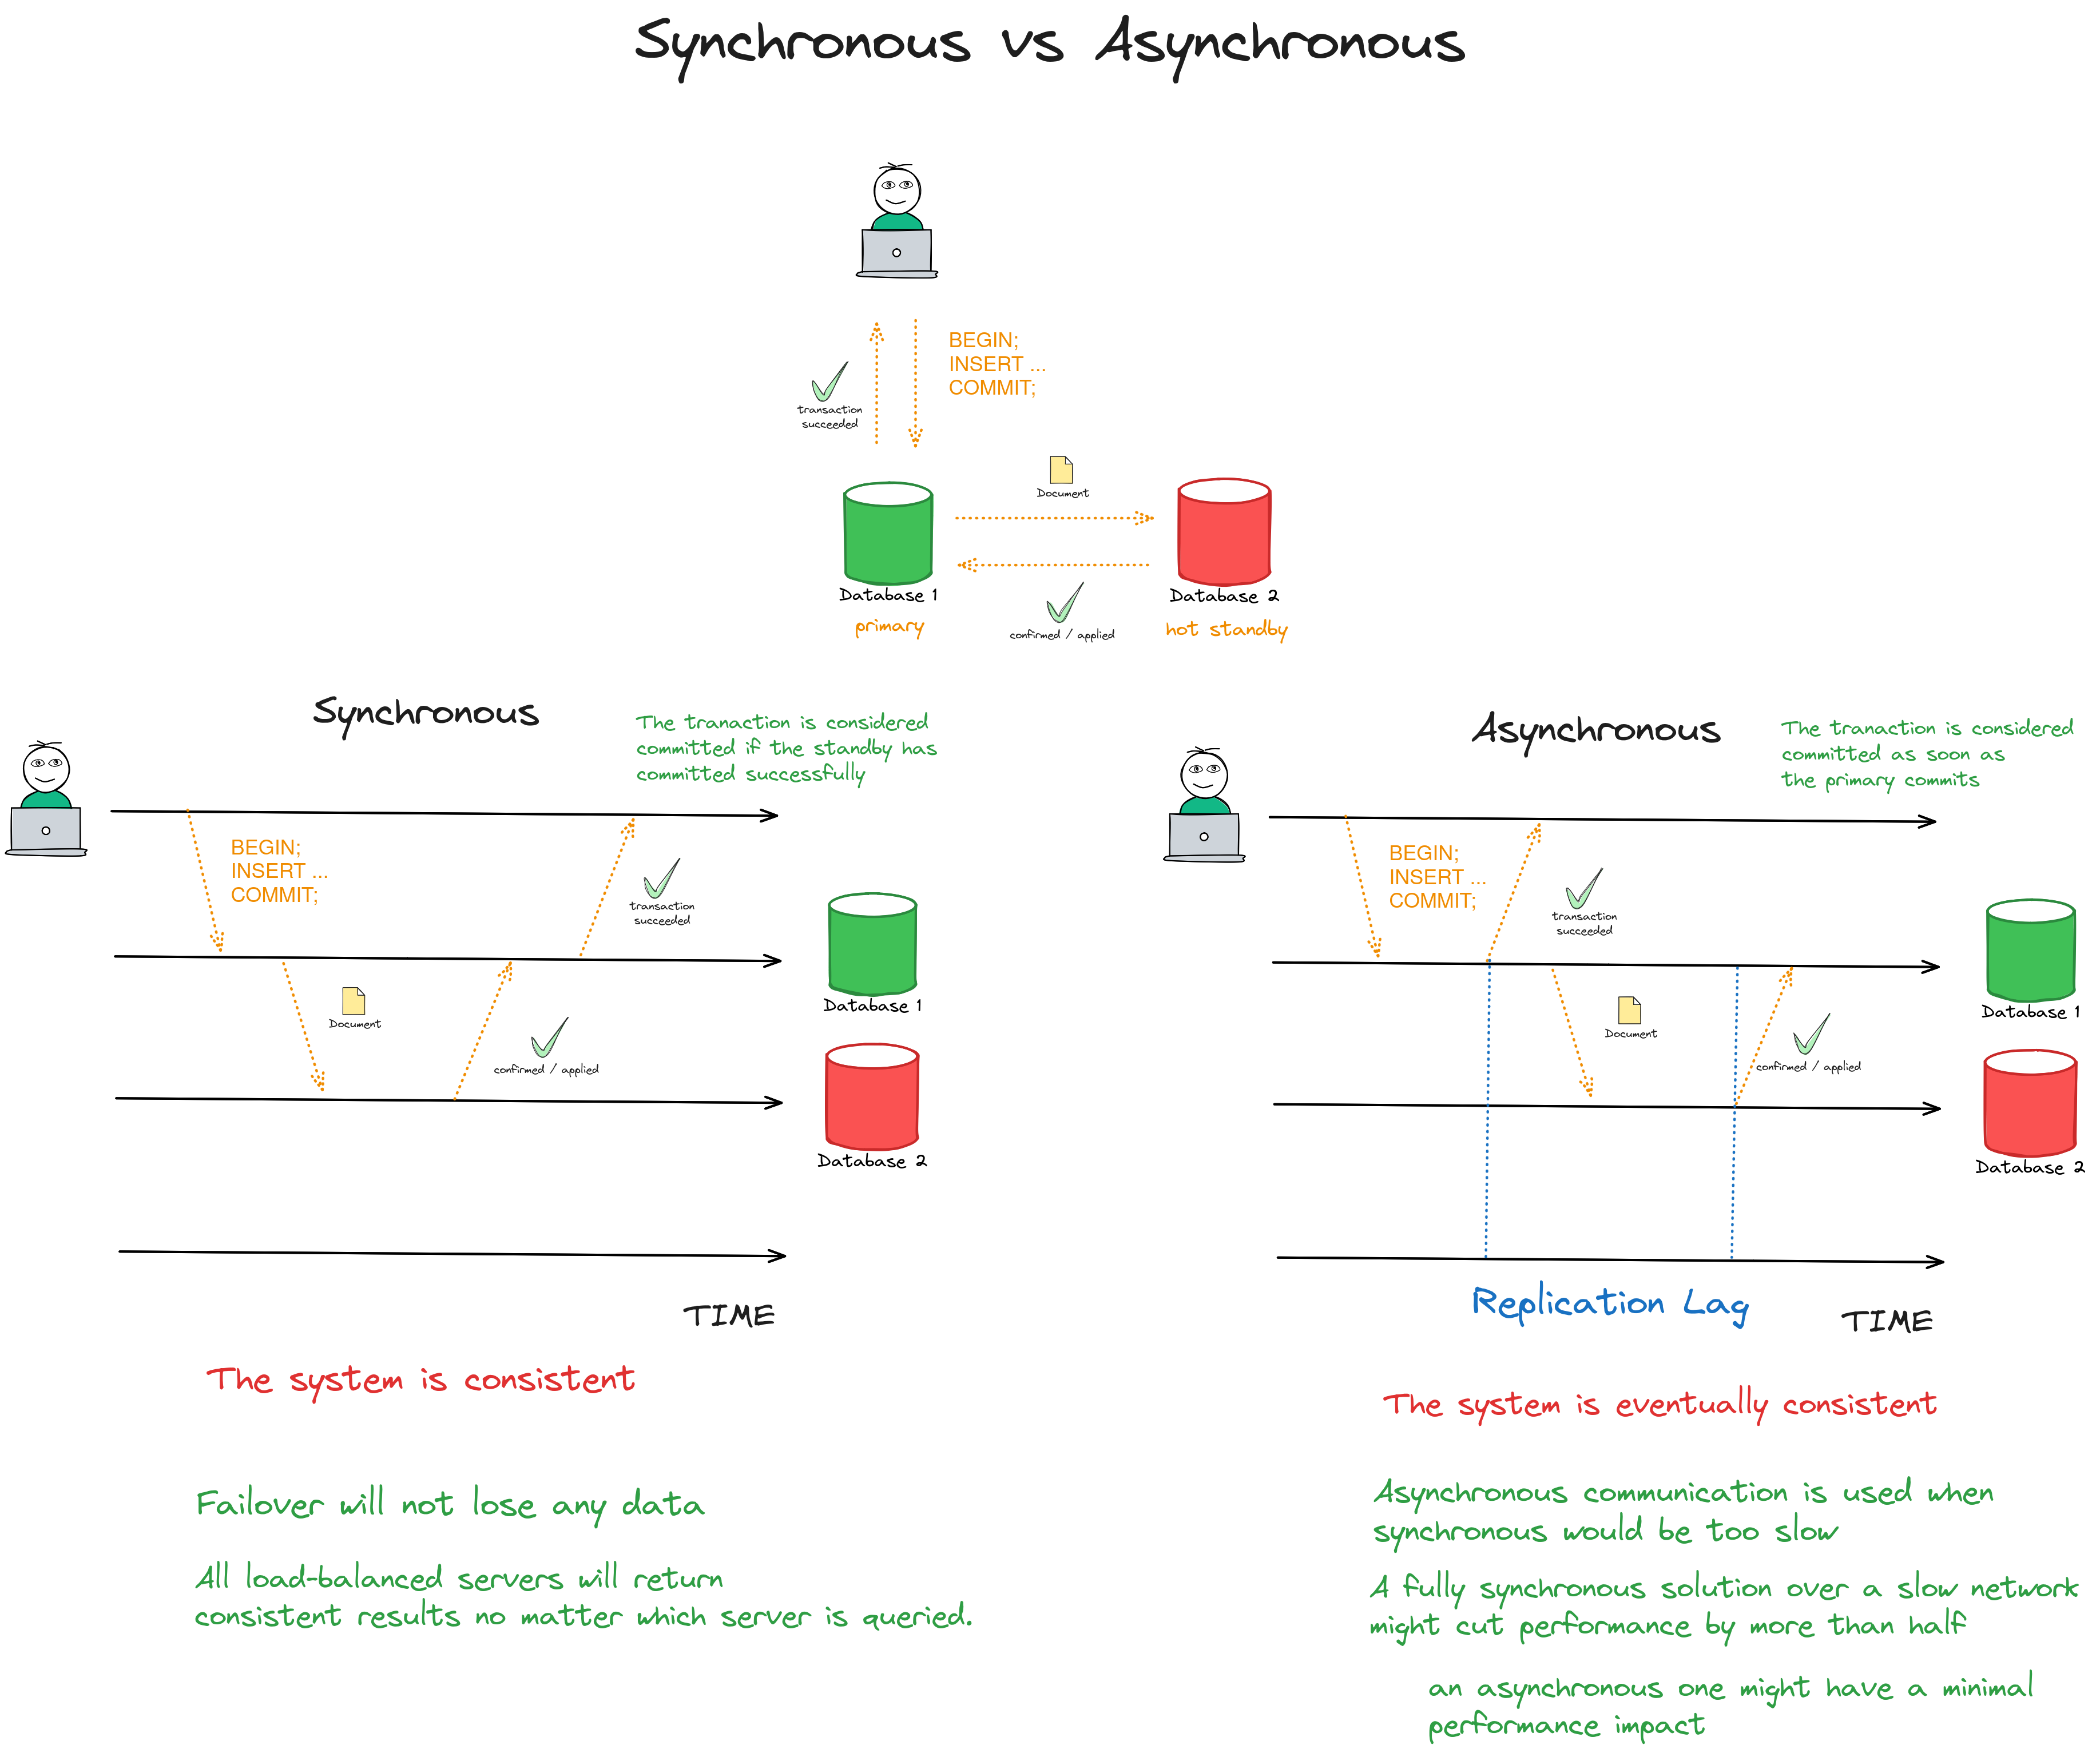 Synchronous vs Asynchronous
BEGIN;
INSERT ...
COMMIT;
transaction
succeeded
Document
Database 1
primary
confirmed / applied
Database 2
hot standby
Synchronous
The tranaction is considered
committed if the standby has
committed successfully
BEGIN;
INSERT ...
COMMIT;
transaction
succeeded
Document
confirmed / applied
Database 1
Database 2
TIME
The system is consistent
Failover will not lose any data
All load-balanced servers will return
consistent results no matter which server is queried.
Asynchronous
The tranaction is considered
committed as soon as
the primary commits
BEGIN;
INSERT ...
COMMIT;
transaction
succeeded
Document
confirmed / applied
Database 1
Database 2
Replication Lag
TIME
The system is eventually consistent
Asynchronous communication is used when
synchronous would be too slow
A fully synchronous solution over a slow network
might cut performance by more than half
an asynchronous one might have a minimal
performance impact